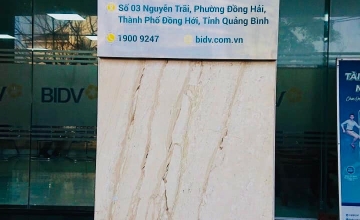 Số 03 Nguyễn Trãi, Phường Đồng Hải,
Thành Phố Đồng Hới, Tỉnh Quảng Bình
1900 9247 bidv.com.vn
BIDV
BIDV
TÀI